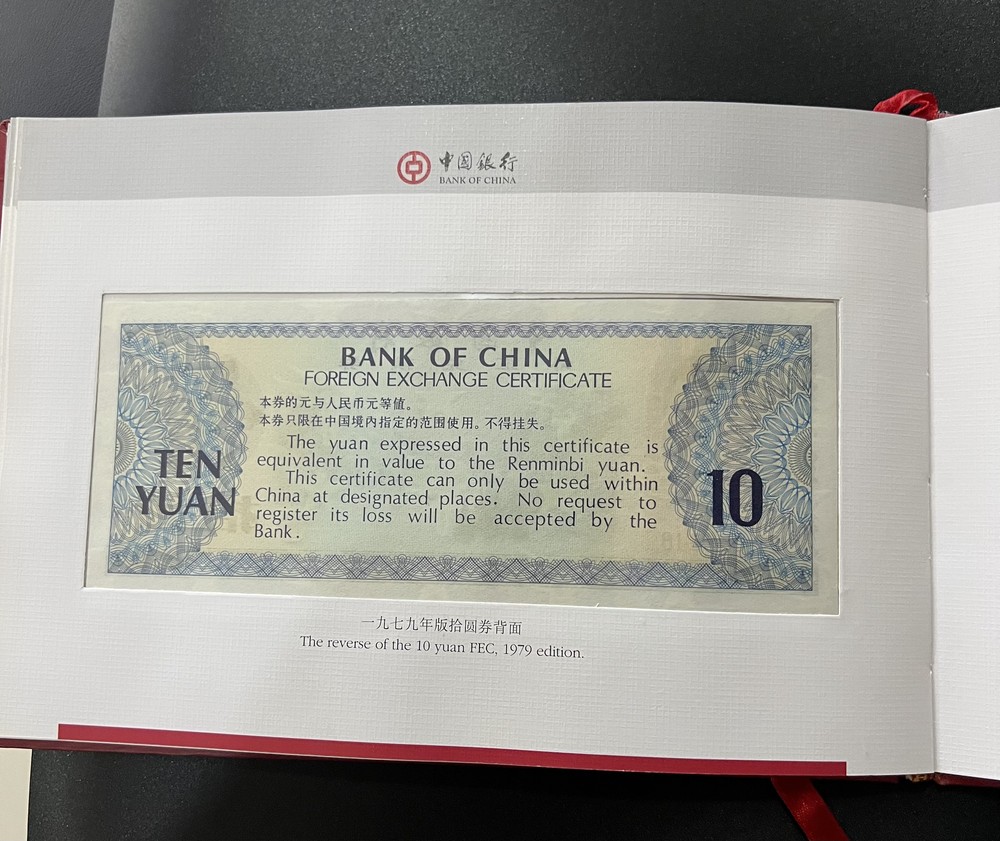 中国銀行
BANK OF CHINA
BANK OF CHINA
FOREIGN EXCHANGE CERTIFICATE
本券的元与人民币元等値。
本券只限在中国境内指定的范围使用。不得挂失。
The yuan expressed in this certificate is
equivalent in value to the Renminbi yuan.
This certificate can only be used within
China at designated places. No request to
register its loss will be accepted by the
Bank.
TEN
YUAN
10
一九七九年版拾圆券背面
The reverse of the 10 yuan FEC, 1979 edition.